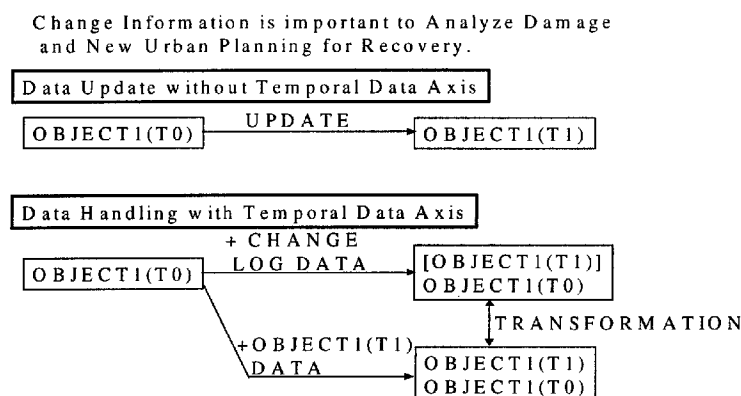 Change Information is important to Analyze Damage
and New Urban Planning for Recovery.
Data Update without Temporal Data Axis
OBJECT1(T0)
UPDATE
OBJECT1(T1)
Data Handling with Temporal Data Axis
OBJECT1(T0)
+ CHANGE
LOG DATA
[OBJECT1(T1)]
OBJECT1(T0)
TRANSFORMATION
+OBJECT1(T1)
DATA
OBJECT1(T1)
OBJECT1(T0)